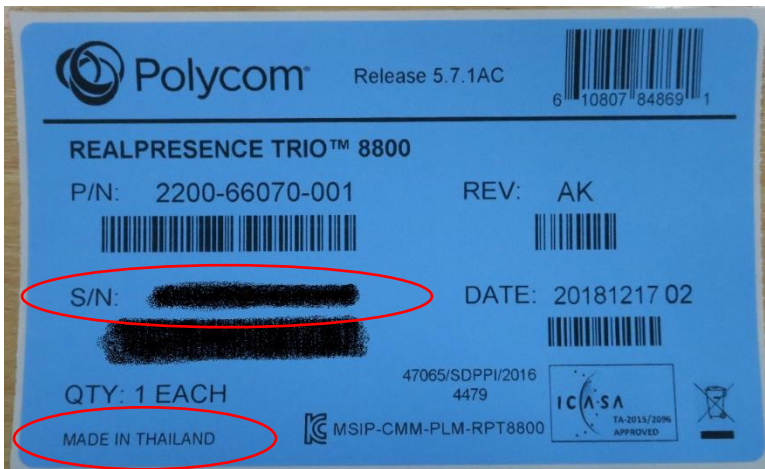 Polycom Release 5.7.1AC
6 10807 84869 1
REALPRESENCE TRIO™ 8800
P/N: 2200-66070-001 REV: AK
S/N: DATE: 20181217 02
QTY: 1 EACH
47065/SDPPI/2016
4479
ICASA
TA-2015/2096
APPROVED
MADE IN THAILAND
MSIP-CMM-PLM-RPT8800